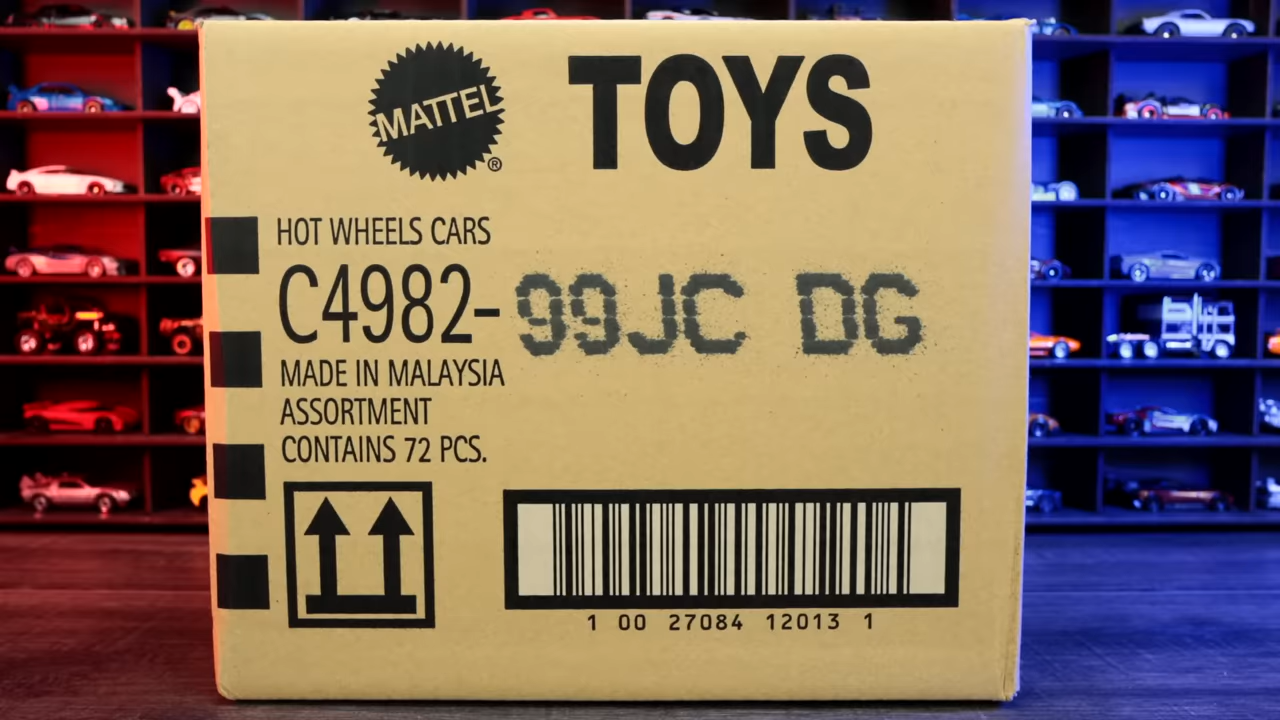 MATTEL®
TOYS
HOT WHEELS CARS
C4982-99JC DG
MADE IN MALAYSIA
ASSORTMENT
CONTAINS 72 PCS.
1 00 27084 12013 1